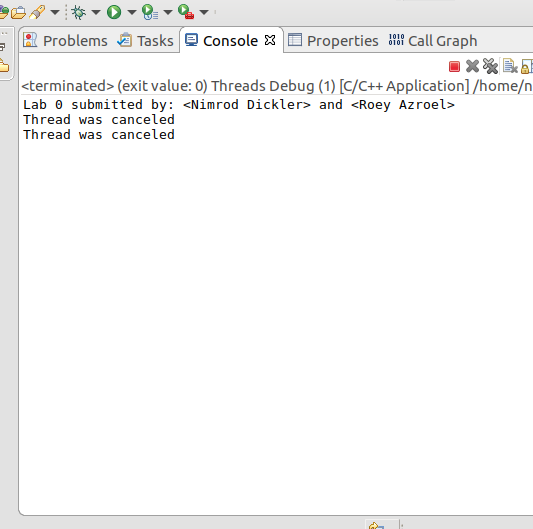 Problems Tasks Console Properties Call Graph
<terminated> (exit value: 0) Threads Debug (1) [C/C++ Application] /home/n
Lab 0 submitted by: <Nimrod Dickler> and <Roey Azroel>
Thread was canceled
Thread was canceled